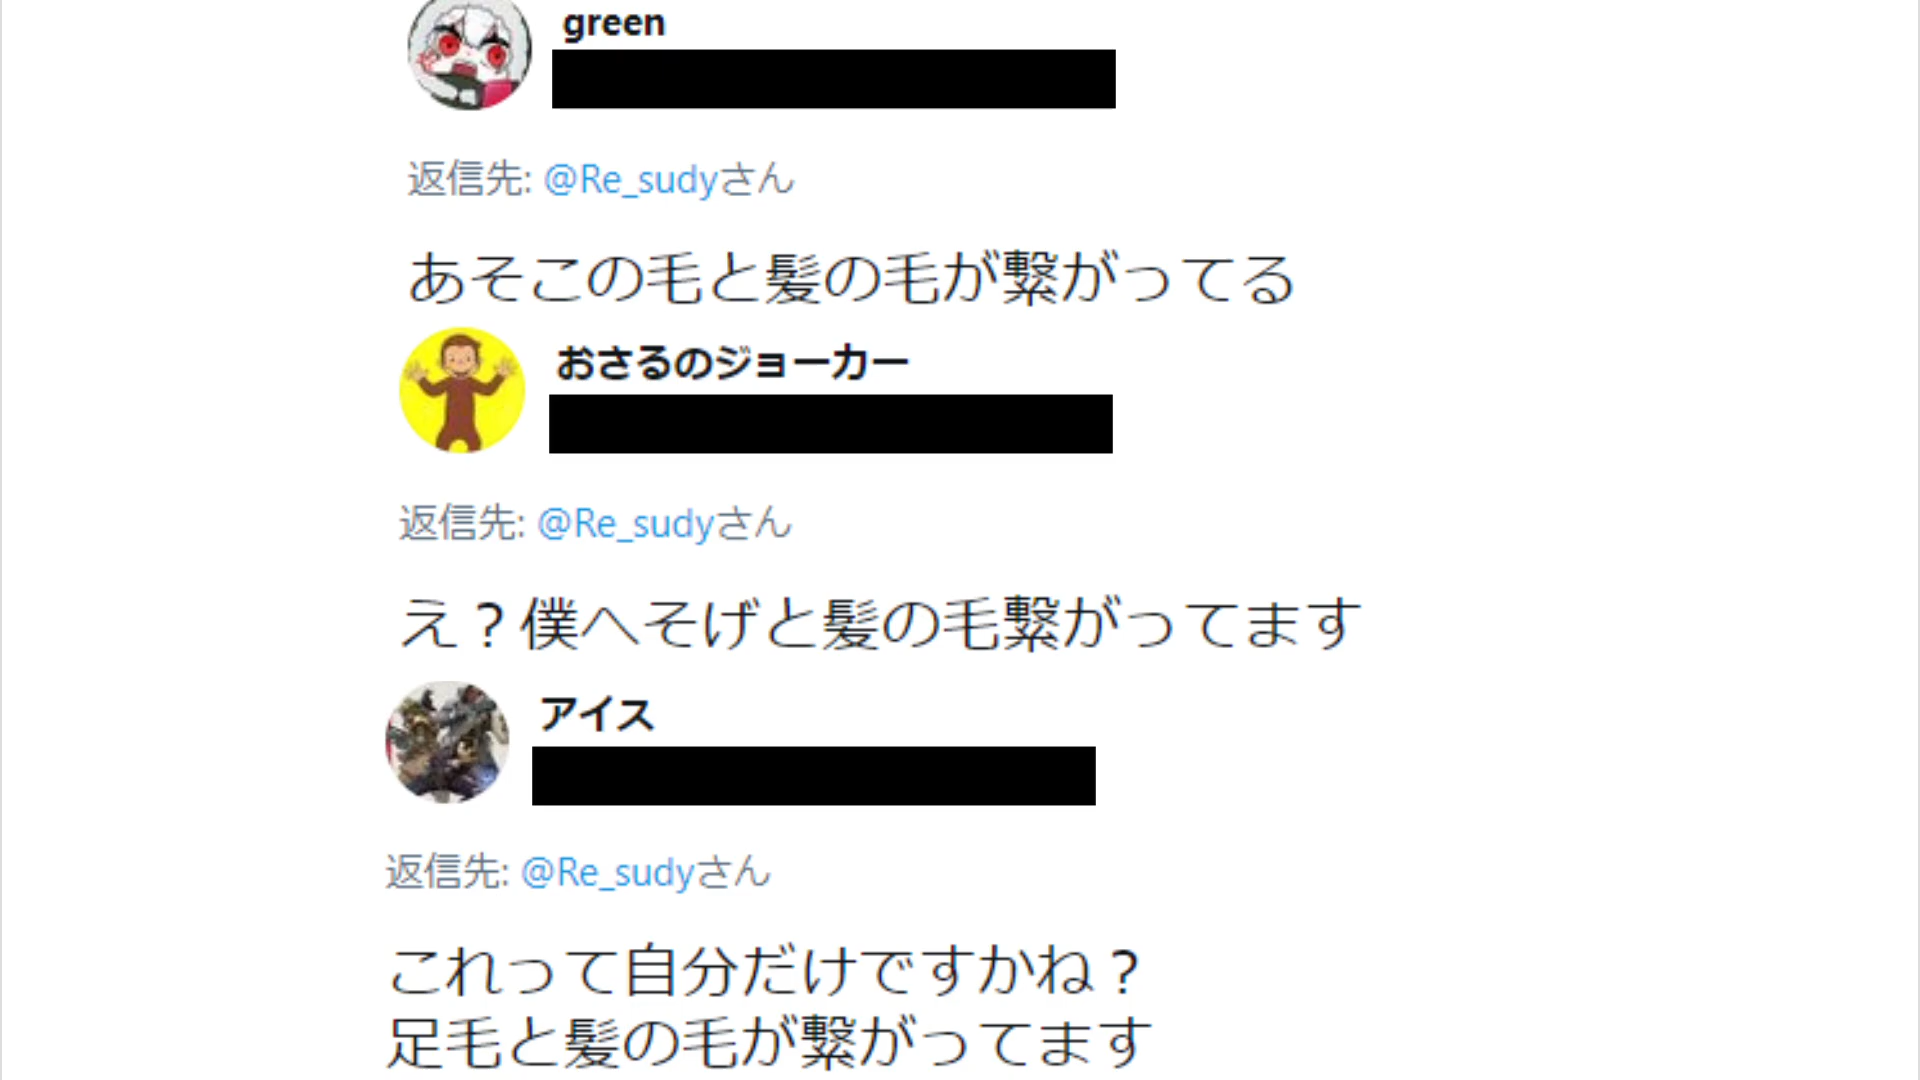 green
返信先: @Re_sudyさん
あそこの毛と髪の毛が繋がってる
おさるのジョーカー
返信先: @Re_sudyさん
え？僕へそげと髪の毛繋がってます
アイス
返信先: @Re_sudyさん
これって自分だけですかね？
足毛と髪の毛が繋がってます